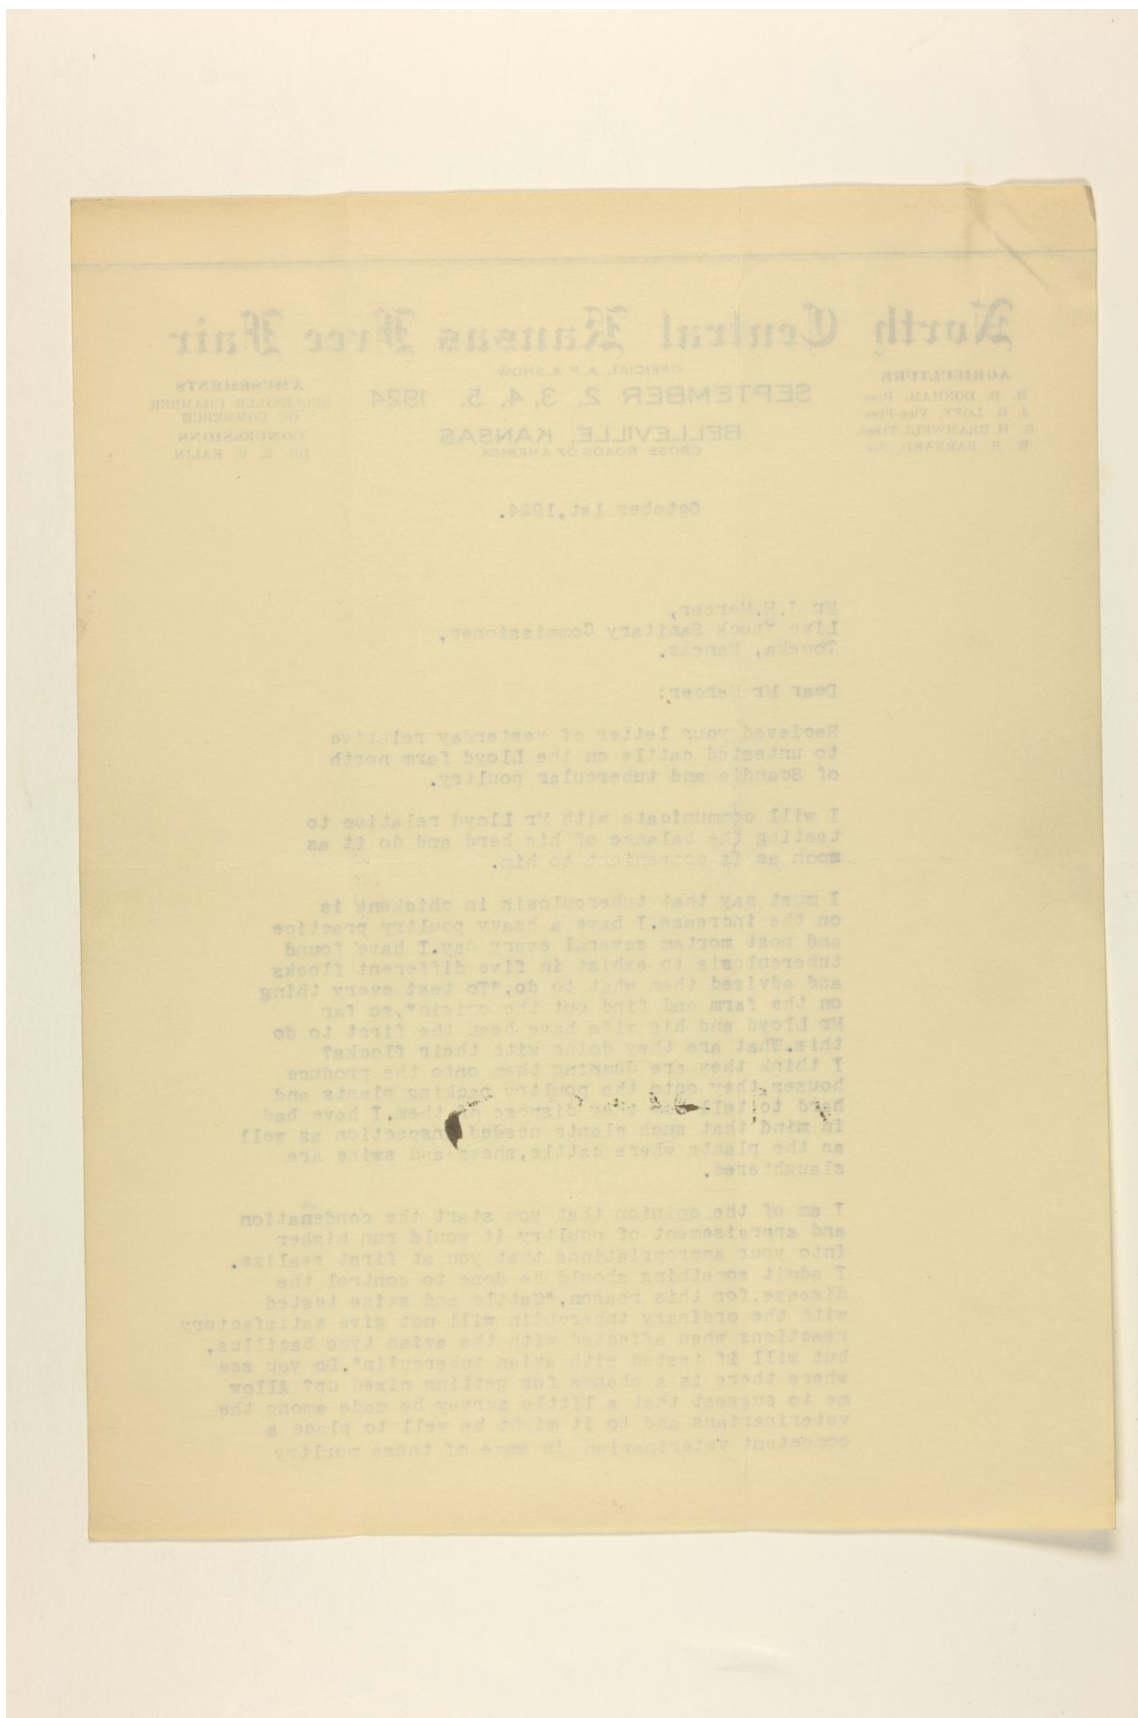 North Central Kansas Free Fair
OFFICIAL A.P.A. SHOW
AGRICULTURE
R. B. DONHAM, Pres
J. G. LOFY, Vice-Pres
G. H BRAMWELL Treas
W. R BARNARD, Sec
SEPTEMBER 2. 3. 4. 5. 1924
BELLEVILLE, KANSAS
CROSS ROADS OF AMERICA
AMUSEMENTS
BELLEVILLE CHAMBER
OF COMMERCE
CONCESSIONS
DR. E. V. KALIN.
October 1st,1924.
Mr J.H.Mercer,
Live Stock Sanitary Commissioner,
Topeka, Kansas.
Dear Mr Mercer;
Recieved your letter of yesterday relative
to untested cattle on the Lloyd farm north
of Scandia and tubercular poultry.
I will communicate with Mr Lloyd relative to
testing the balance of his herd and do it as
soon as is convenient to him.
I must say that tuberculosis in chickens is
on the increase.I have a heavy poultry practice
and post mortem several every day.I have found
tuberculosis to exhist in five different flocks
and advised them what to do,"To test every thing
on the farm and find out the origin",so far
Mr Lloyd and his wife have been the first to do
this.What are they doing with their flocks?
I think they are dumping them onto the produce
houses,they onto the poultry packing plants and
hard to tell how they dispose of them.I have had
in mind that such plants needed inspection as well
as the plants where cattle,sheep and swine are
slaughtered.
I am of the opinion that you start the condemation
and appraisement of poultry it would run higher
into your appropriations that you at first realize.
I admit something should be done to control the
disease,for this reason,"Cattle and swine tested
with the ordinary tuberculin will not give satisfactory
reactions when affected with the avian type bacillus,
but will if tested with avian tuberculin".Do you see
where there is a chance for getting mixed up? Allow
me to suggest that a little survey be made among the
veterinarians and to it might be well to place a
competent veterinarian in some of these poultry